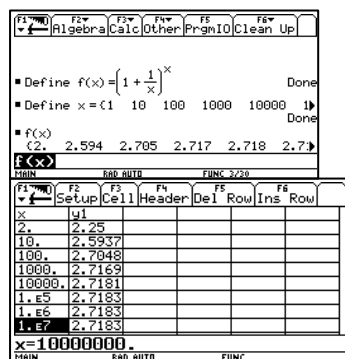 F1 F2 Algebra F3 Calc F4 Other F5 PrgmIO F6 Clean Up
▪ Define f(x)=(1 + 1/x)^x Done
▪ Define x = {1 10 100 1000 10000 1▶
Done
▪ f(x)
{2. 2.594 2.705 2.717 2.718 2.7▶
f(x)
MAIN RAD AUTO FUNC 3/30
F1 F2 Setup F3 Cell F4 Header F5 Del Row F6 Ins Row
x y1
2. 2.25
10. 2.5937
100. 2.7048
1000. 2.7169
10000. 2.7181
1.E5 2.7183
1.E6 2.7183
1.E7 2.7183
x=10000000.
MAIN RAD AUTO FUNC